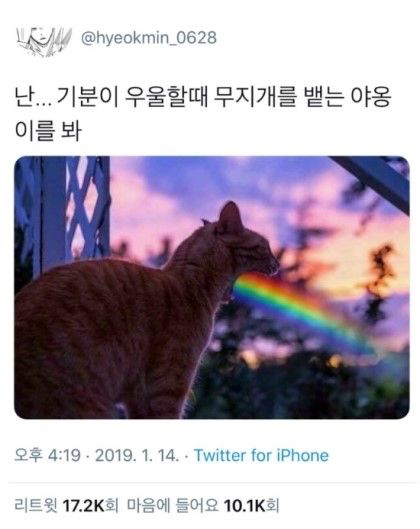 @hyeokmin_0628
난... 기분이 우울할때 무지개를 뱉는 야옹
이를 봐
오후 4:19 · 2019. 1. 14. · Twitter for iPhone
리트윗 17.2K회 마음에 들어요 10.1K회